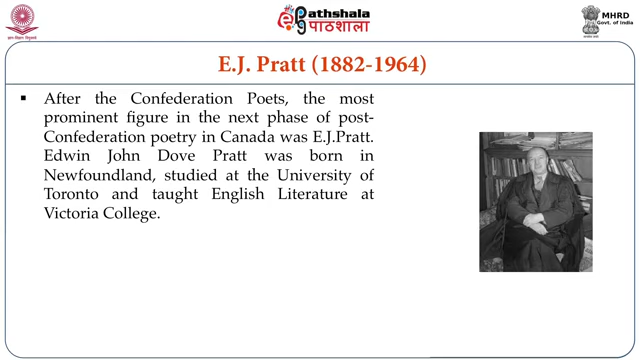 ePathshala
पाठशाला
MHRD
Govt. of India
E.J. Pratt (1882-1964)
▪ After the Confederation Poets, the most
prominent figure in the next phase of post-
Confederation poetry in Canada was E.J.Pratt.
Edwin John Dove Pratt was born in
Newfoundland, studied at the University of
Toronto and taught English Literature at
Victoria College.